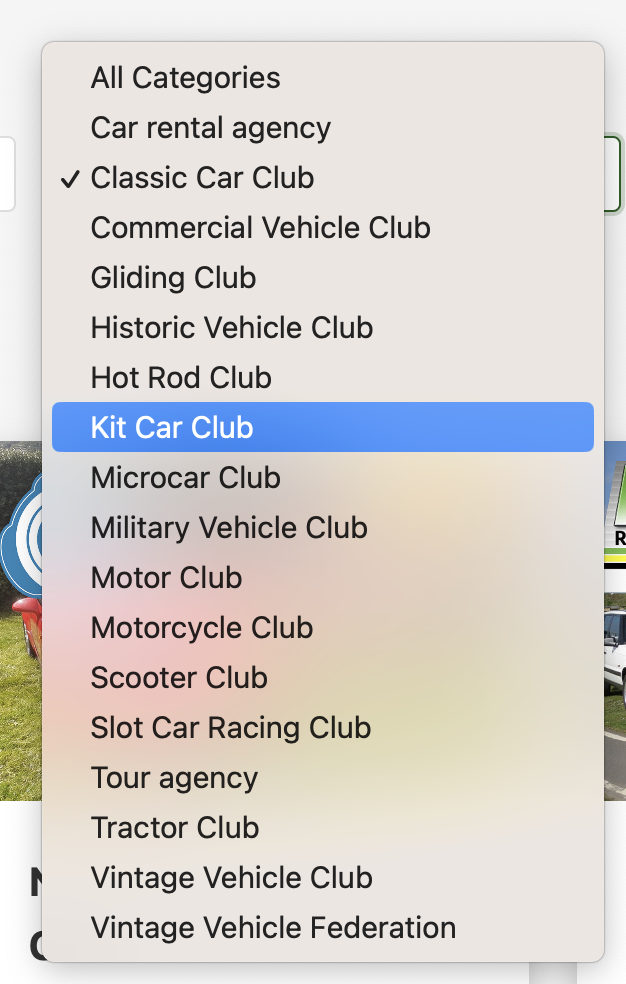 All Categories
Car rental agency
✓ Classic Car Club
Commercial Vehicle Club
Gliding Club
Historic Vehicle Club
Hot Rod Club
Kit Car Club
Microcar Club
Military Vehicle Club
Motor Club
Motorcycle Club
Scooter Club
Slot Car Racing Club
Tour agency
Tractor Club
Vintage Vehicle Club
Vintage Vehicle Federation